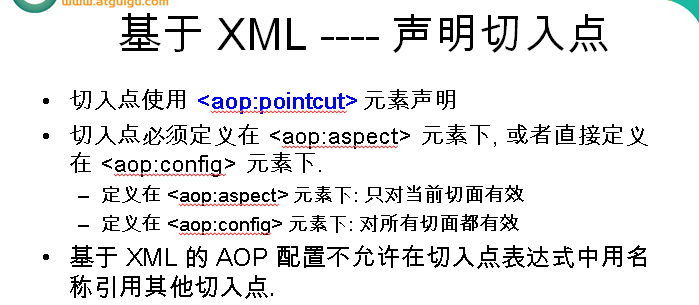 www.atguigu.com
基于 XML ---- 声明切入点
• 切入点使用 <aop:pointcut> 元素声明
• 切入点必须定义在 <aop:aspect> 元素下, 或者直接定义
在 <aop:config> 元素下.
– 定义在 <aop:aspect> 元素下: 只对当前切面有效
– 定义在 <aop:config> 元素下: 对所有切面都有效
• 基于 XML 的 AOP 配置不允许在切入点表达式中用名
称引用其他切入点.